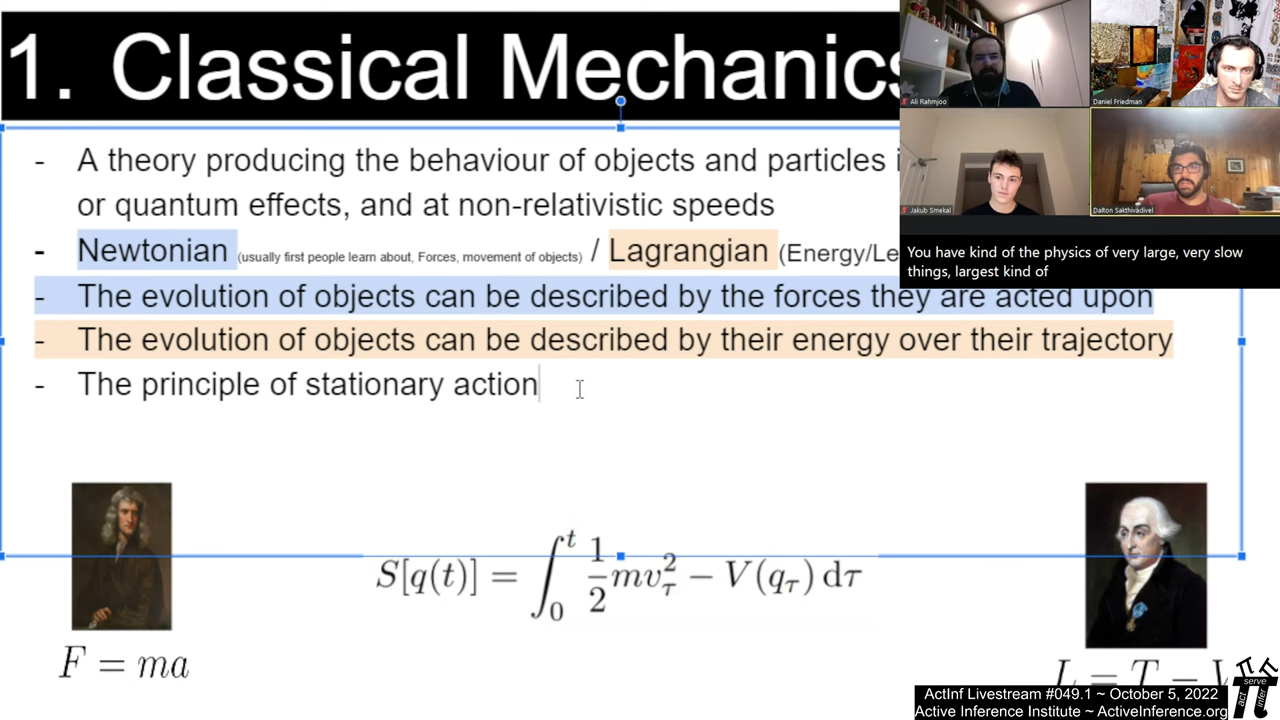 1. Classical Mechanics
- A theory producing the behaviour of objects and particles
or quantum effects, and at non-relativistic speeds
- Newtonian (usually first people learn about, Forces, movement of objects) / Lagrangian (Energy/Le
- The evolution of objects can be described by the forces they are acted upon
- The evolution of objects can be described by their energy over their trajectory
- The principle of stationary action
S[q(t)] = ∫₀ᵗ ½mv²_τ − V(q_τ) dτ
F = ma
L = T − V
Ali Rahmjoo
Daniel Friedman
Jakub Smekal
Dalton Sakthivadivel
You have kind of the physics of very large, very slow
things, largest kind of
ActInf Livestream #049.1 ~ October 5, 2022
Active Inference Institute ~ ActiveInference.org
act
serve
infer